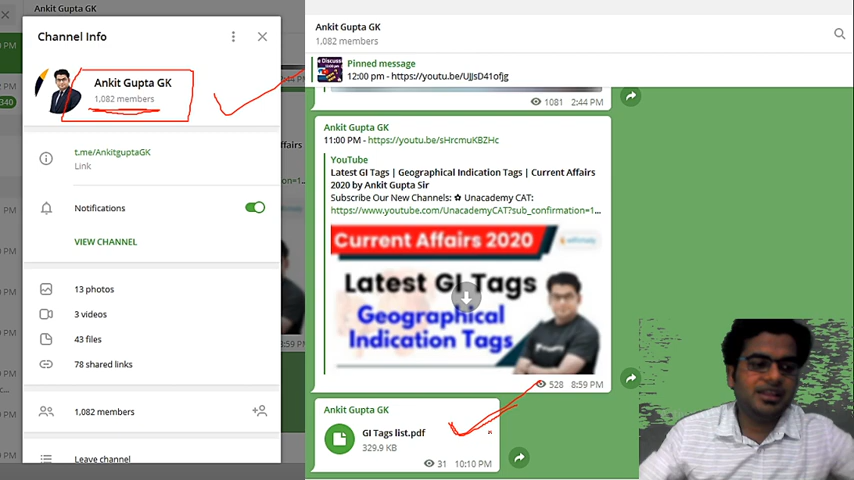 Ankit Gupta GK
340
Channel Info
Ankit Gupta GK
1,082 members
t.me/AnkitguptaGK
Link
Notifications
VIEW CHANNEL
13 photos
3 videos
43 files
78 shared links
1,082 members
Leave channel
Ankit Gupta GK
1,082 members
Pinned message
12:00 pm - https://youtu.be/UJJsD41ofjg
1081 2:44 PM
Ankit Gupta GK
11:00 PM - https://youtu.be/sHrcmuKBZHc
YouTube
Latest GI Tags | Geographical Indication Tags | Current Affairs
2020 by Ankit Gupta Sir
Subscribe Our New Channels: ✿ Unacademy CAT:
https://www.youtube.com/UnacademyCAT?sub_confirmation=1...
Current Affairs 2020
Latest GI Tags
Geographical
Indication Tags
528 8:59 PM
Ankit Gupta GK
GI Tags list.pdf
329.9 KB
31 10:10 PM